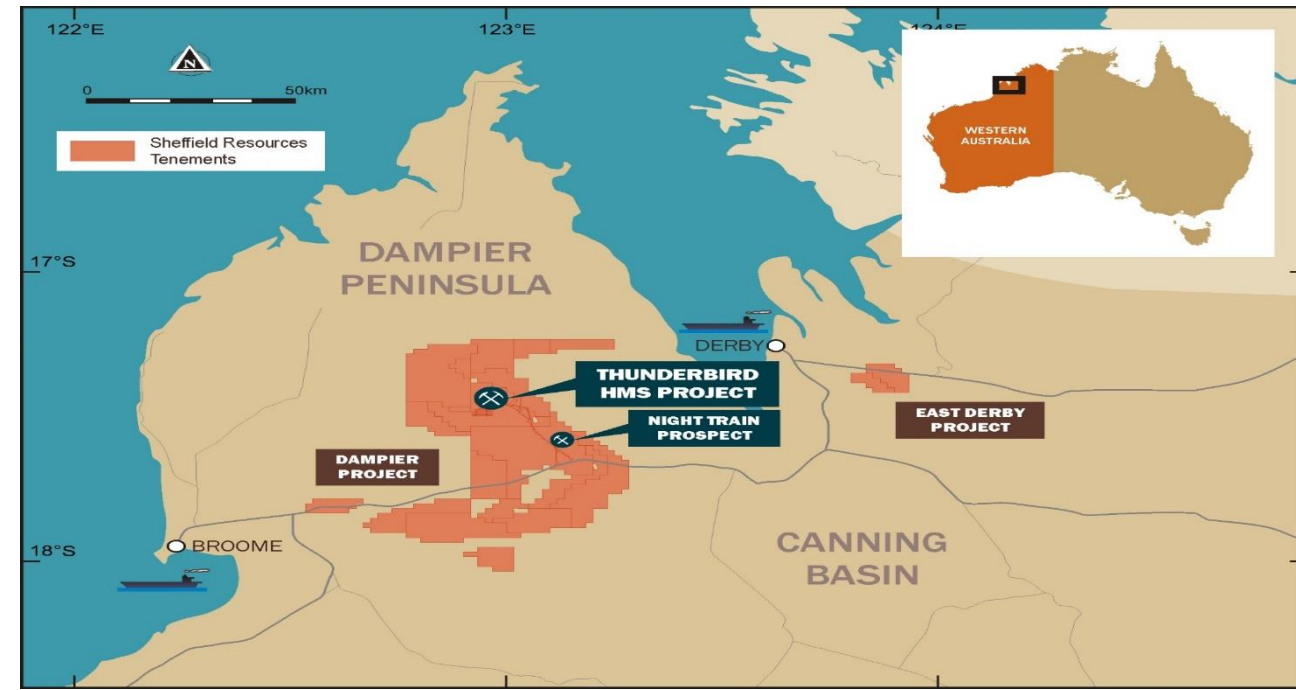 122°E
123°E
124°E
N
0
50km
Sheffield Resources
Tenements
WESTERN
AUSTRALIA
DAMPIER
PENINSULA
17°S
DERBY
THUNDERBIRD
HMS PROJECT
NIGHT TRAIN
PROSPECT
EAST DERBY
PROJECT
DAMPIER
PROJECT
BROOME
18°S
CANNING
BASIN